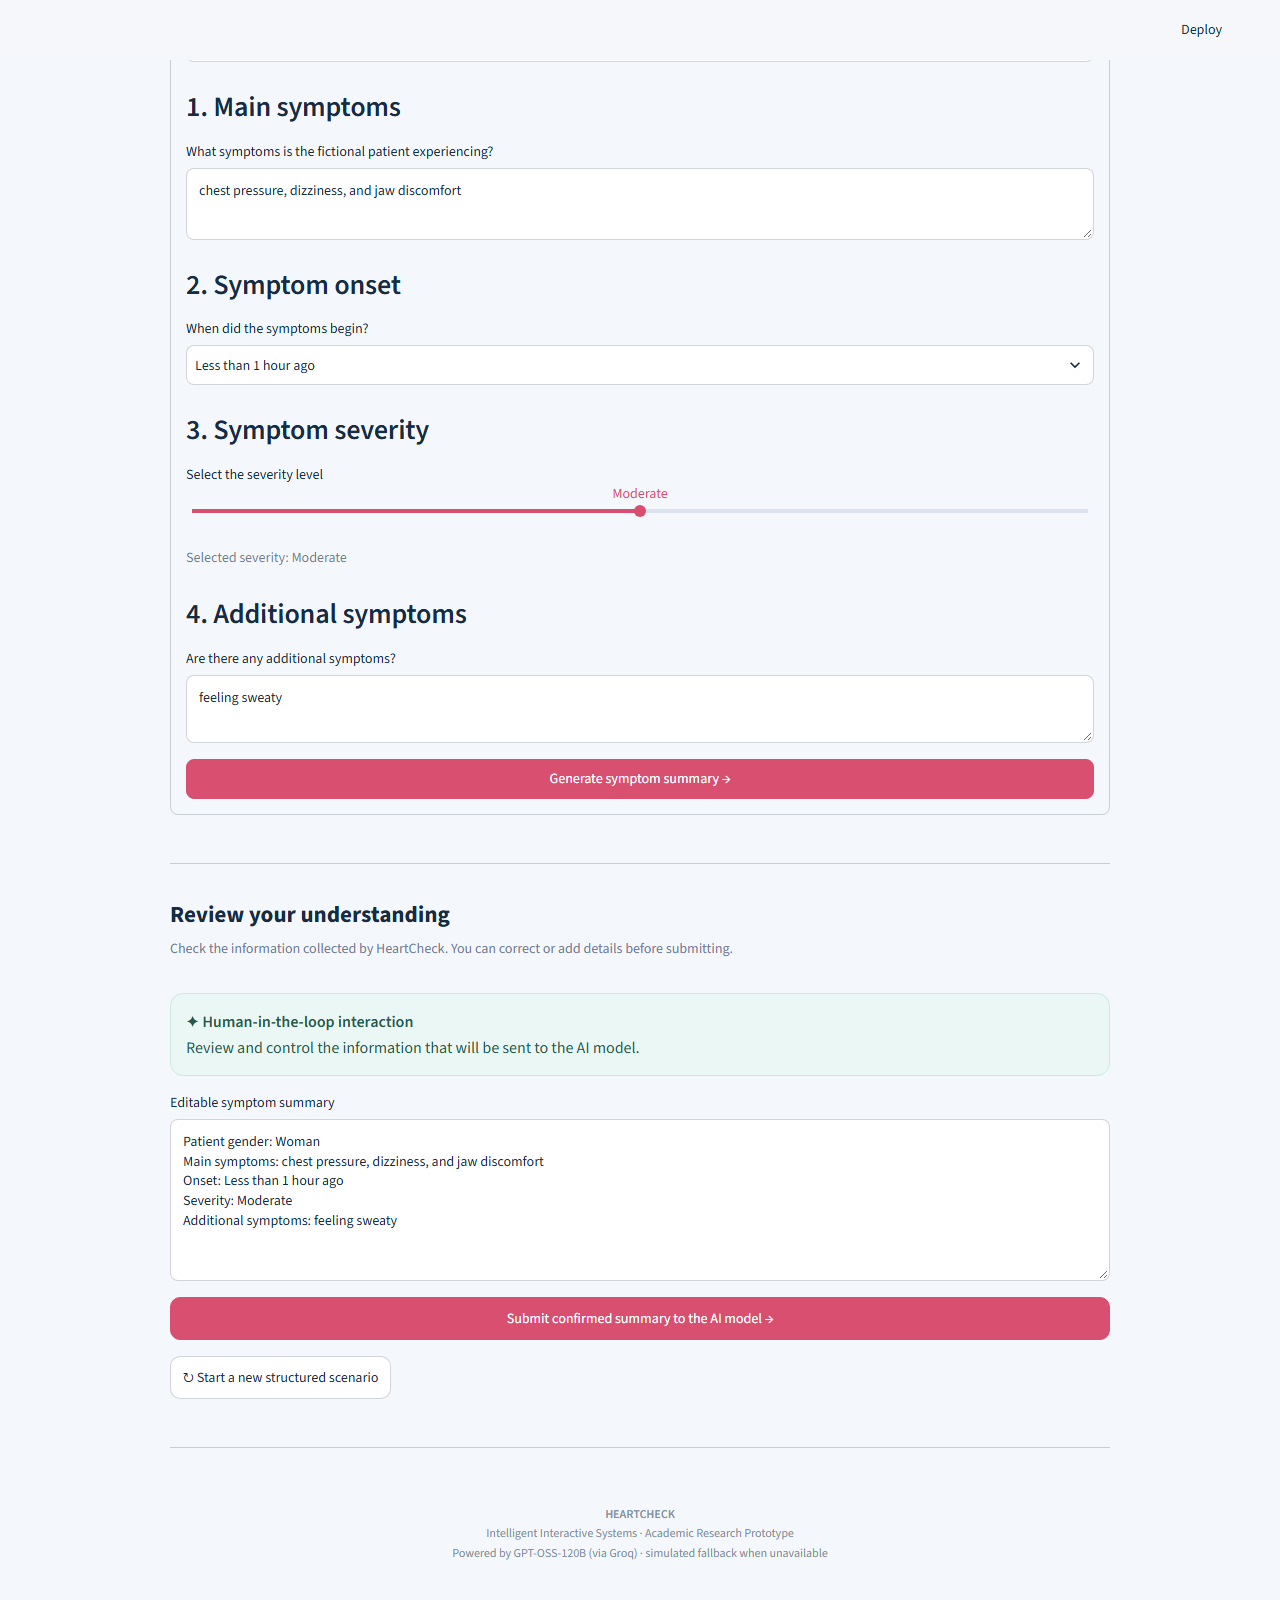 Deploy
1. Main symptoms
What symptoms is the fictional patient experiencing?
chest pressure, dizziness, and jaw discomfort
2. Symptom onset
When did the symptoms begin?
Less than 1 hour ago
3. Symptom severity
Select the severity level
Moderate
Selected severity: Moderate
4. Additional symptoms
Are there any additional symptoms?
feeling sweaty
Generate symptom summary →
Review your understanding
Check the information collected by HeartCheck. You can correct or add details before submitting.
✦ Human-in-the-loop interaction
Review and control the information that will be sent to the AI model.
Editable symptom summary
Patient gender: Woman
Main symptoms: chest pressure, dizziness, and jaw discomfort
Onset: Less than 1 hour ago
Severity: Moderate
Additional symptoms: feeling sweaty
Submit confirmed summary to the AI model →
↻ Start a new structured scenario
HEARTCHECK
Intelligent Interactive Systems · Academic Research Prototype
Powered by GPT-OSS-120B (via Groq) · simulated fallback when unavailable